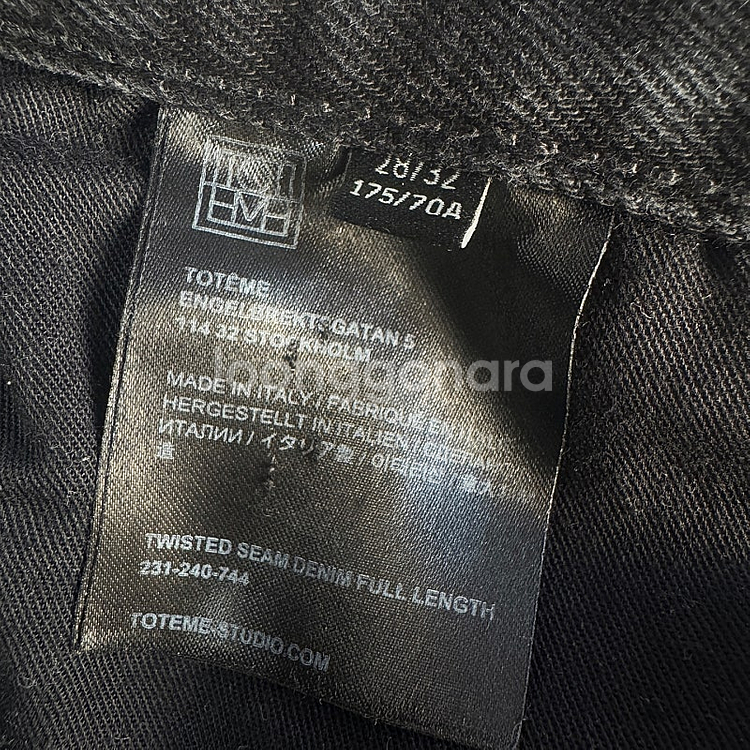 28/32
175/70A
TOTEME
ENGELBREKTSGATAN 5
114 32 STOCKHOLM
MADE IN ITALY / FABRIQUÉ EN
HERGESTELLT IN ITALIEN
ИТАЛИИ / イタリア製 /
造
TWISTED SEAM DENIM FULL LENGTH
231-240-744
TOTEME-STUDIO.COM